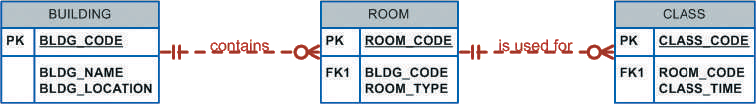 BUILDING
PK BLDG_CODE
BLDG_NAME
BLDG_LOCATION
contains
ROOM
PK ROOM_CODE
FK1 BLDG_CODE
ROOM_TYPE
is used for
CLASS
PK CLASS_CODE
FK1 ROOM_CODE
CLASS_TIME